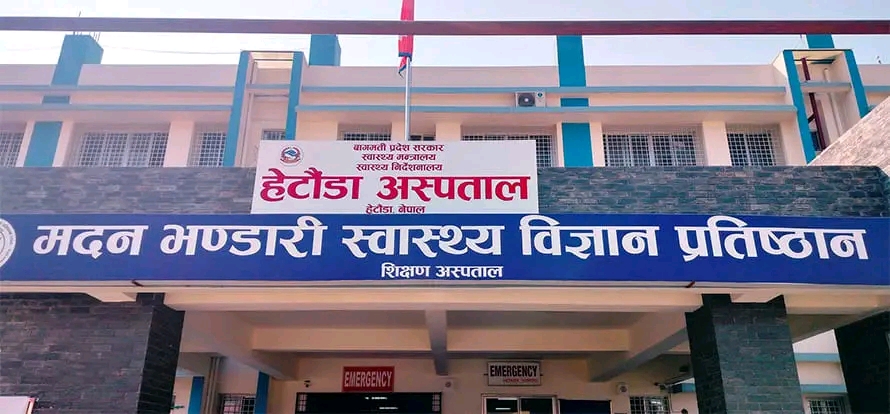 बागमती प्रदेश सरकार
स्वास्थ्य मन्त्रालय
स्वास्थ्य निर्देशनालय
हेटौंडा अस्पताल
हेटौंडा, नेपाल
मदन भण्डारी स्वास्थ्य विज्ञान प्रतिष्ठान
शिक्षण अस्पताल
EMERGENCY
EMERGENCY